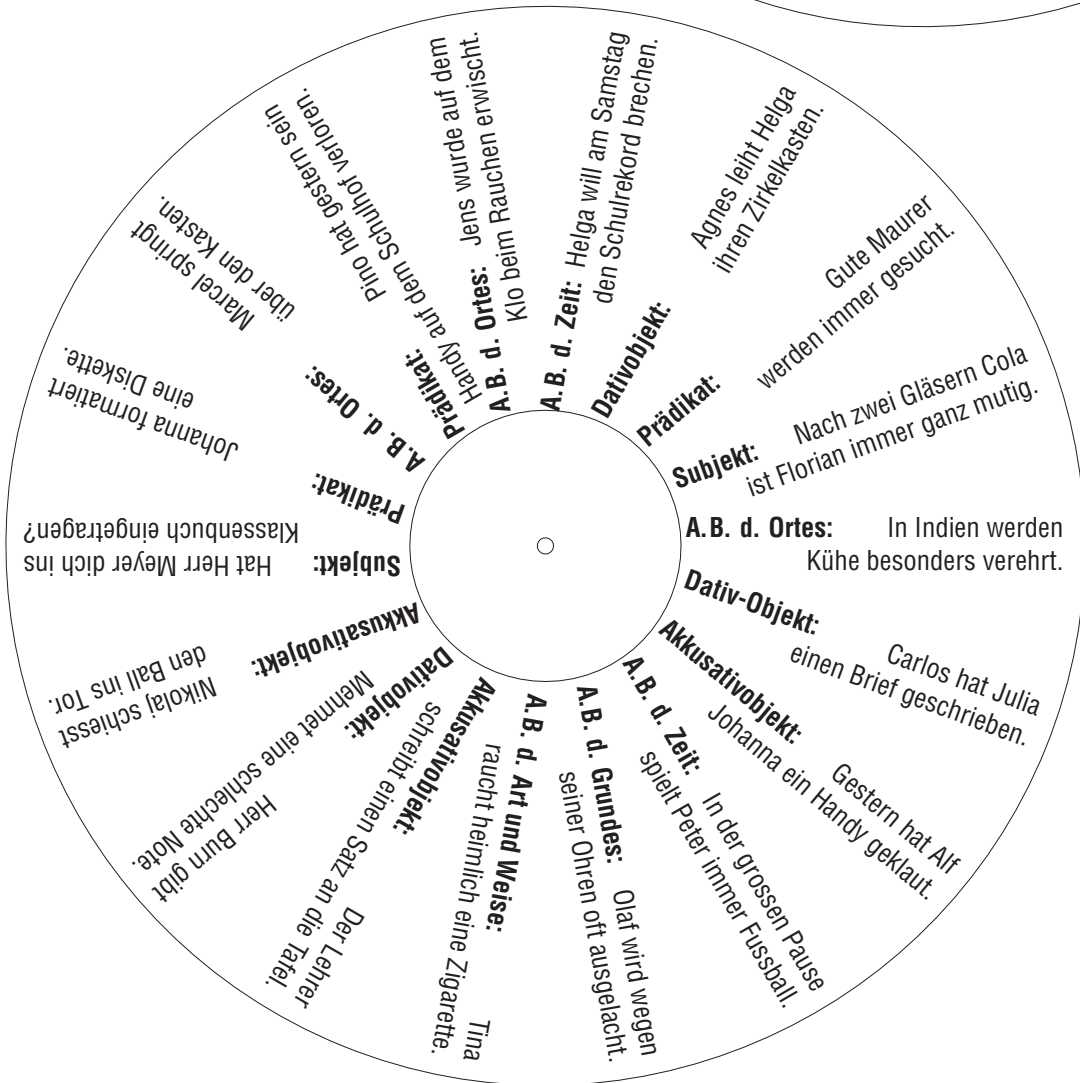 A.B. d. Ortes: Jens wurde auf dem
Klo beim Rauchen erwischt.
A.B. d. Zeit: Helga will am Samstag
den Schulrekord brechen.
Dativobjekt: Agnes leiht Helga
ihren Zirkelkasten.
Prädikat: Gute Maurer
werden immer gesucht.
Subjekt: Nach zwei Gläsern Cola
ist Florian immer ganz mutig.
A.B. d. Ortes: In Indien werden
Kühe besonders verehrt.
Dativ-Objekt: Carlos hat Julia
einen Brief geschrieben.
Akkusativobjekt: Gestern hat Alf
Johanna ein Handy geklaut.
A.B. d. Zeit: In der grossen Pause
spielt Peter immer Fussball.
A.B. d. Grundes: Olaf wird wegen
seiner Ohren oft ausgelacht.
A.B. d. Art und Weise: Tina
raucht heimlich eine Zigarette.
Akkusativobjekt: Der Lehrer
schreibt einen Satz an die Tafel.
Dativobjekt: Herr Burn gibt
Mehmet eine schlechte Note.
Akkusativobjekt: Nikolaj schiesst
den Ball ins Tor.
Subjekt: Hat Herr Meyer dich ins
Klassenbuch eingetragen?
Prädikat: Johanna formatiert
eine Diskette.
A.B. d. Ortes: Marcel springt
über den Kasten.
Prädikat: Pino hat gestern sein
Handy auf dem Schulhof verloren.